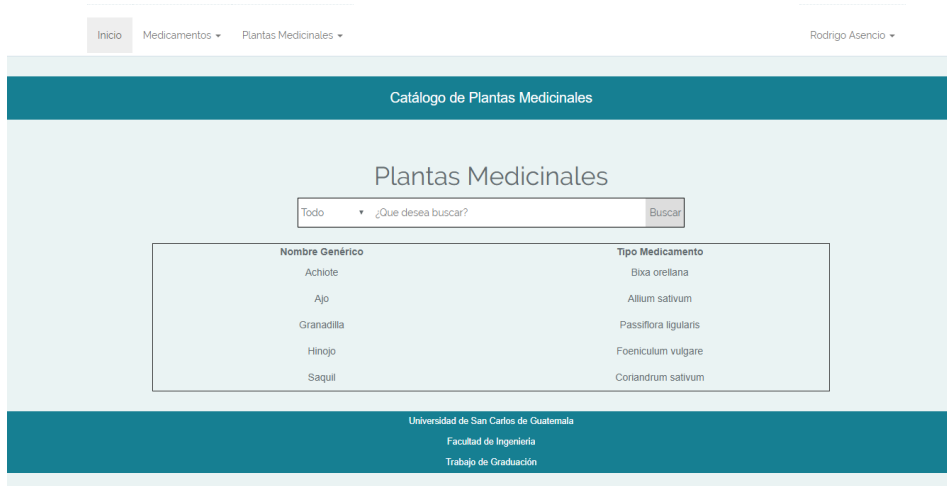 Inicio Medicamentos Plantas Medicinales Rodrigo Asencio
Catálogo de Plantas Medicinales
Plantas Medicinales
Todo ¿Que desea buscar? Buscar
Nombre Genérico Tipo Medicamento
Achiote Bixa orellana
Ajo Allium sativum
Granadilla Passiflora ligularis
Hinojo Foeniculum vulgare
Saquil Coriandrum sativum
Universidad de San Carlos de Guatemala
Facultad de Ingenieria
Trabajo de Graduación